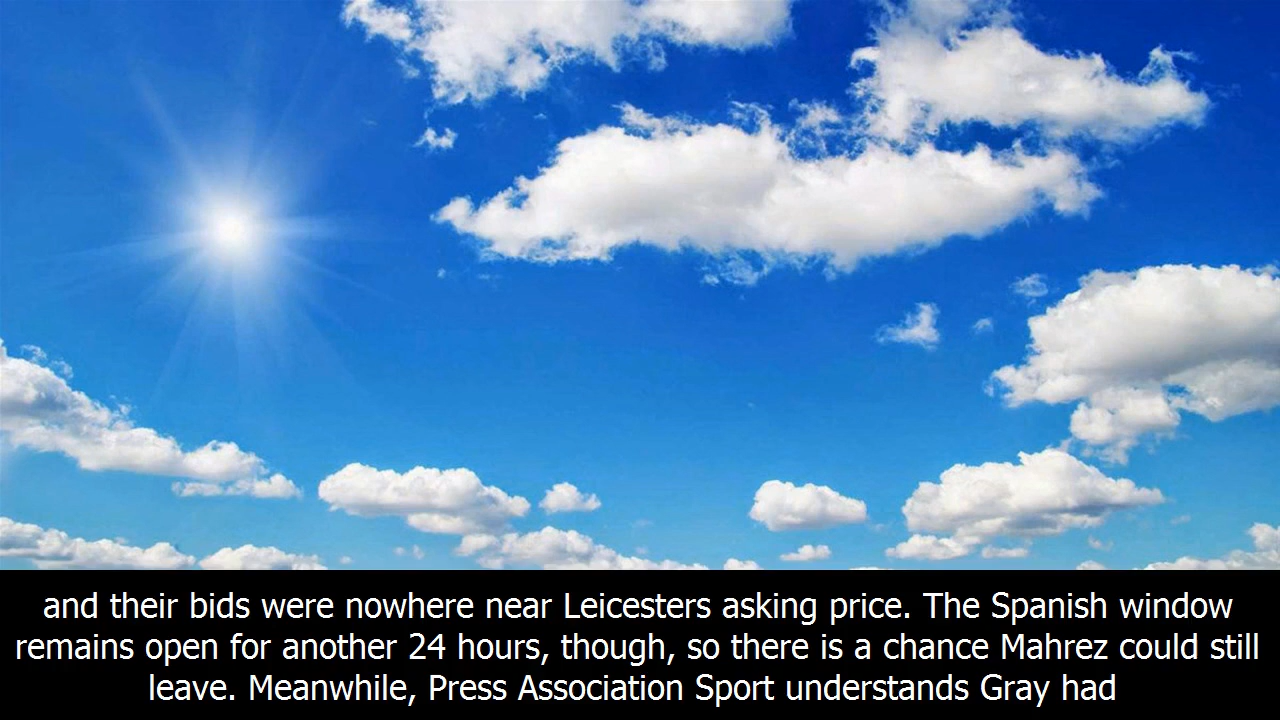 and their bids were nowhere near Leicesters asking price. The Spanish window
remains open for another 24 hours, though, so there is a chance Mahrez could still
leave. Meanwhile, Press Association Sport understands Gray had